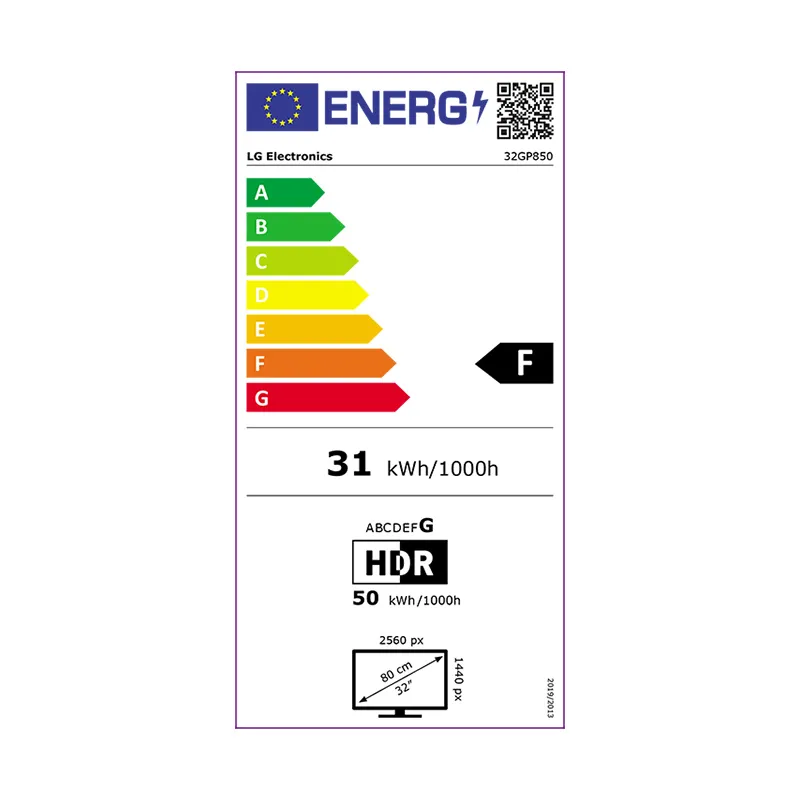 ENERG
LG Electronics 32GP850
A
B
C
D
E
F
F
G
31 kWh/1000h
ABCDEFG
HDR
50 kWh/1000h
2560 px
80 cm
32"
1440 px
2019/2013